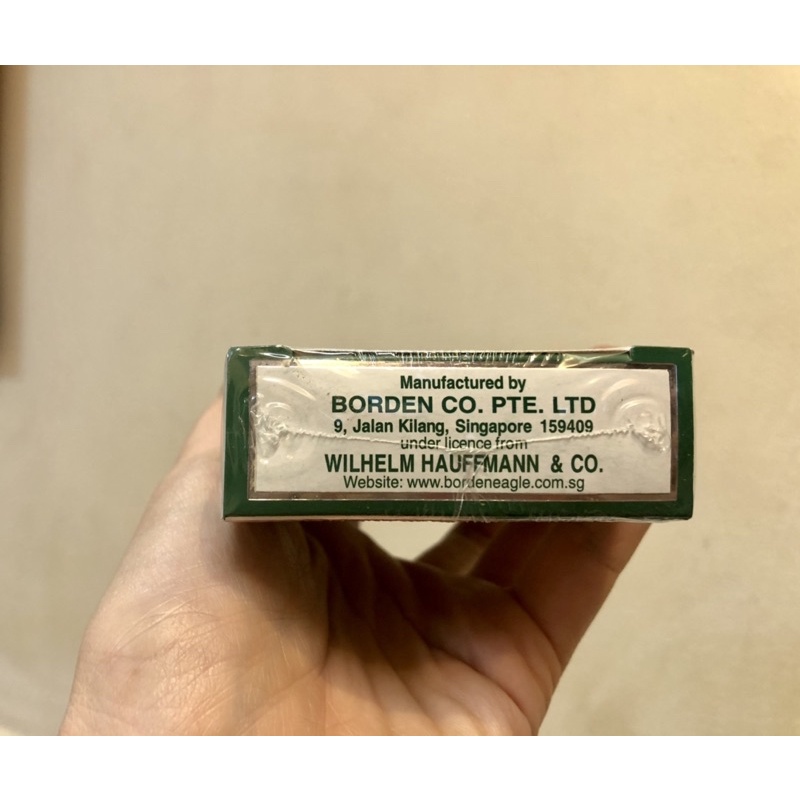 Manufactured by
BORDEN CO. PTE. LTD
9, Jalan Kilang, Singapore 159409
under licence from
WILHELM HAUFFMANN & CO.
Website: www.bordeneagle.com.sg